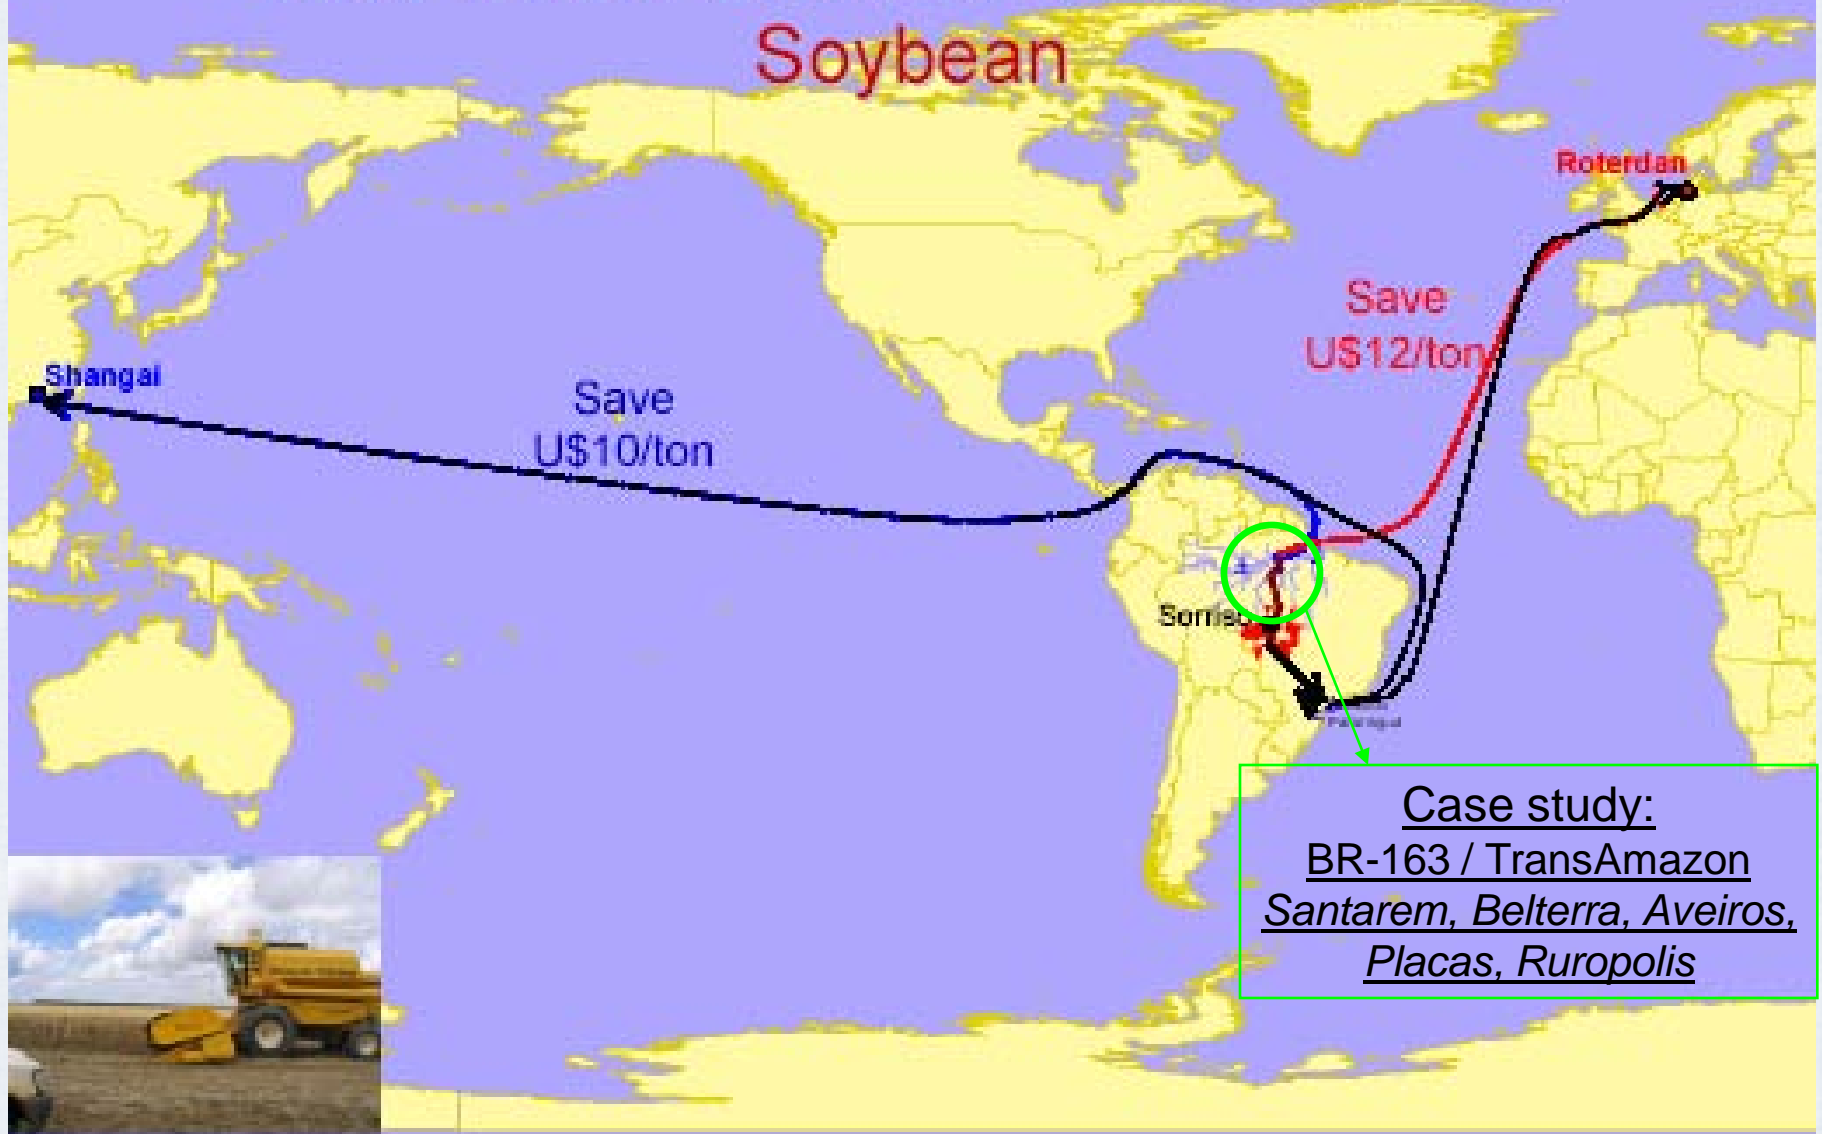 Soybean
Roterdan
Save
U$12/ton
Shangai
Save
U$10/ton
Sorriso
Case study:
BR-163 / TransAmazon
Santarem, Belterra, Aveiros,
Placas, Ruropolis